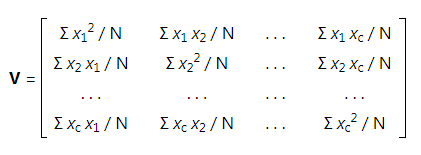 Σ x₁² / N Σ x₁ x₂ / N . . . Σ x₁ x꜀ / N
V = Σ x₂ x₁ / N Σ x₂² / N . . . Σ x₂ x꜀ / N
. . . . . . . . . . . .
Σ x꜀ x₁ / N Σ x꜀ x₂ / N . . . Σ x꜀² / N